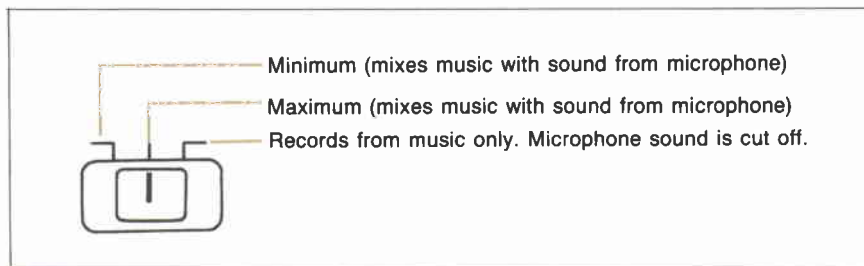 Minimum (mixes music with sound from microphone)
Maximum (mixes music with sound from microphone)
Records from music only. Microphone sound is cut off.